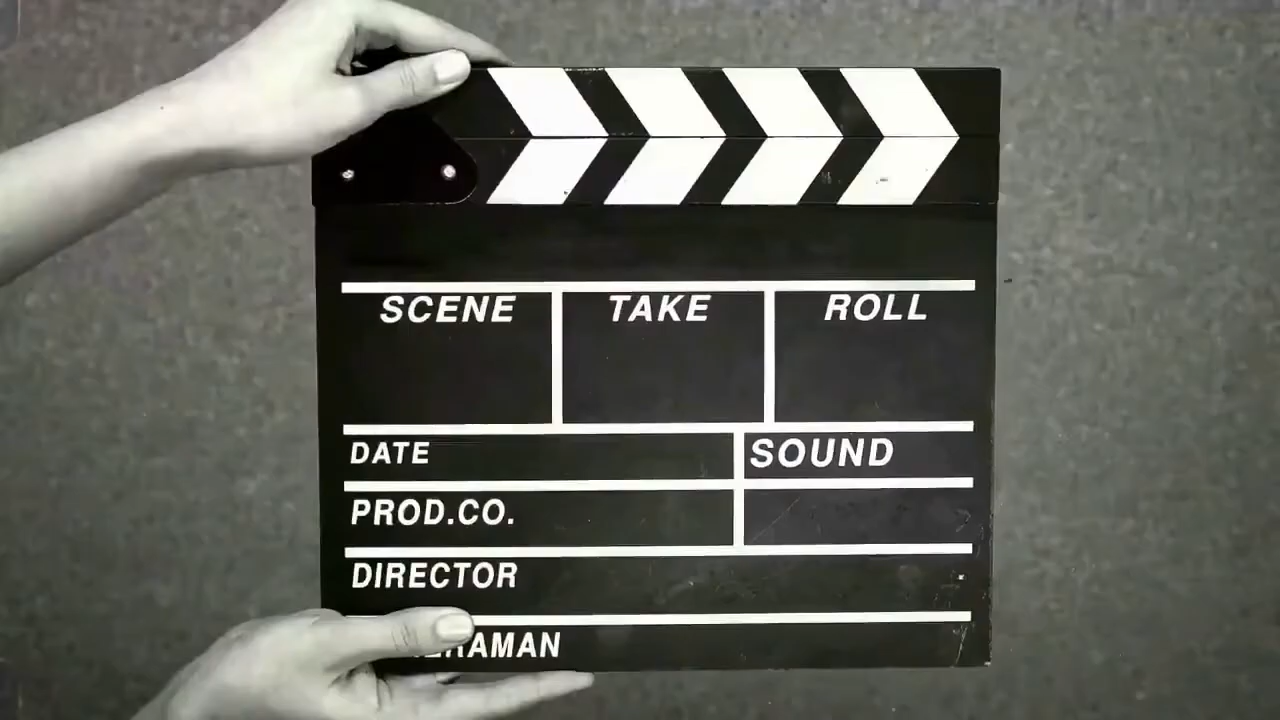 SCENE TAKE ROLL
DATE SOUND
PROD.CO.
DIRECTOR